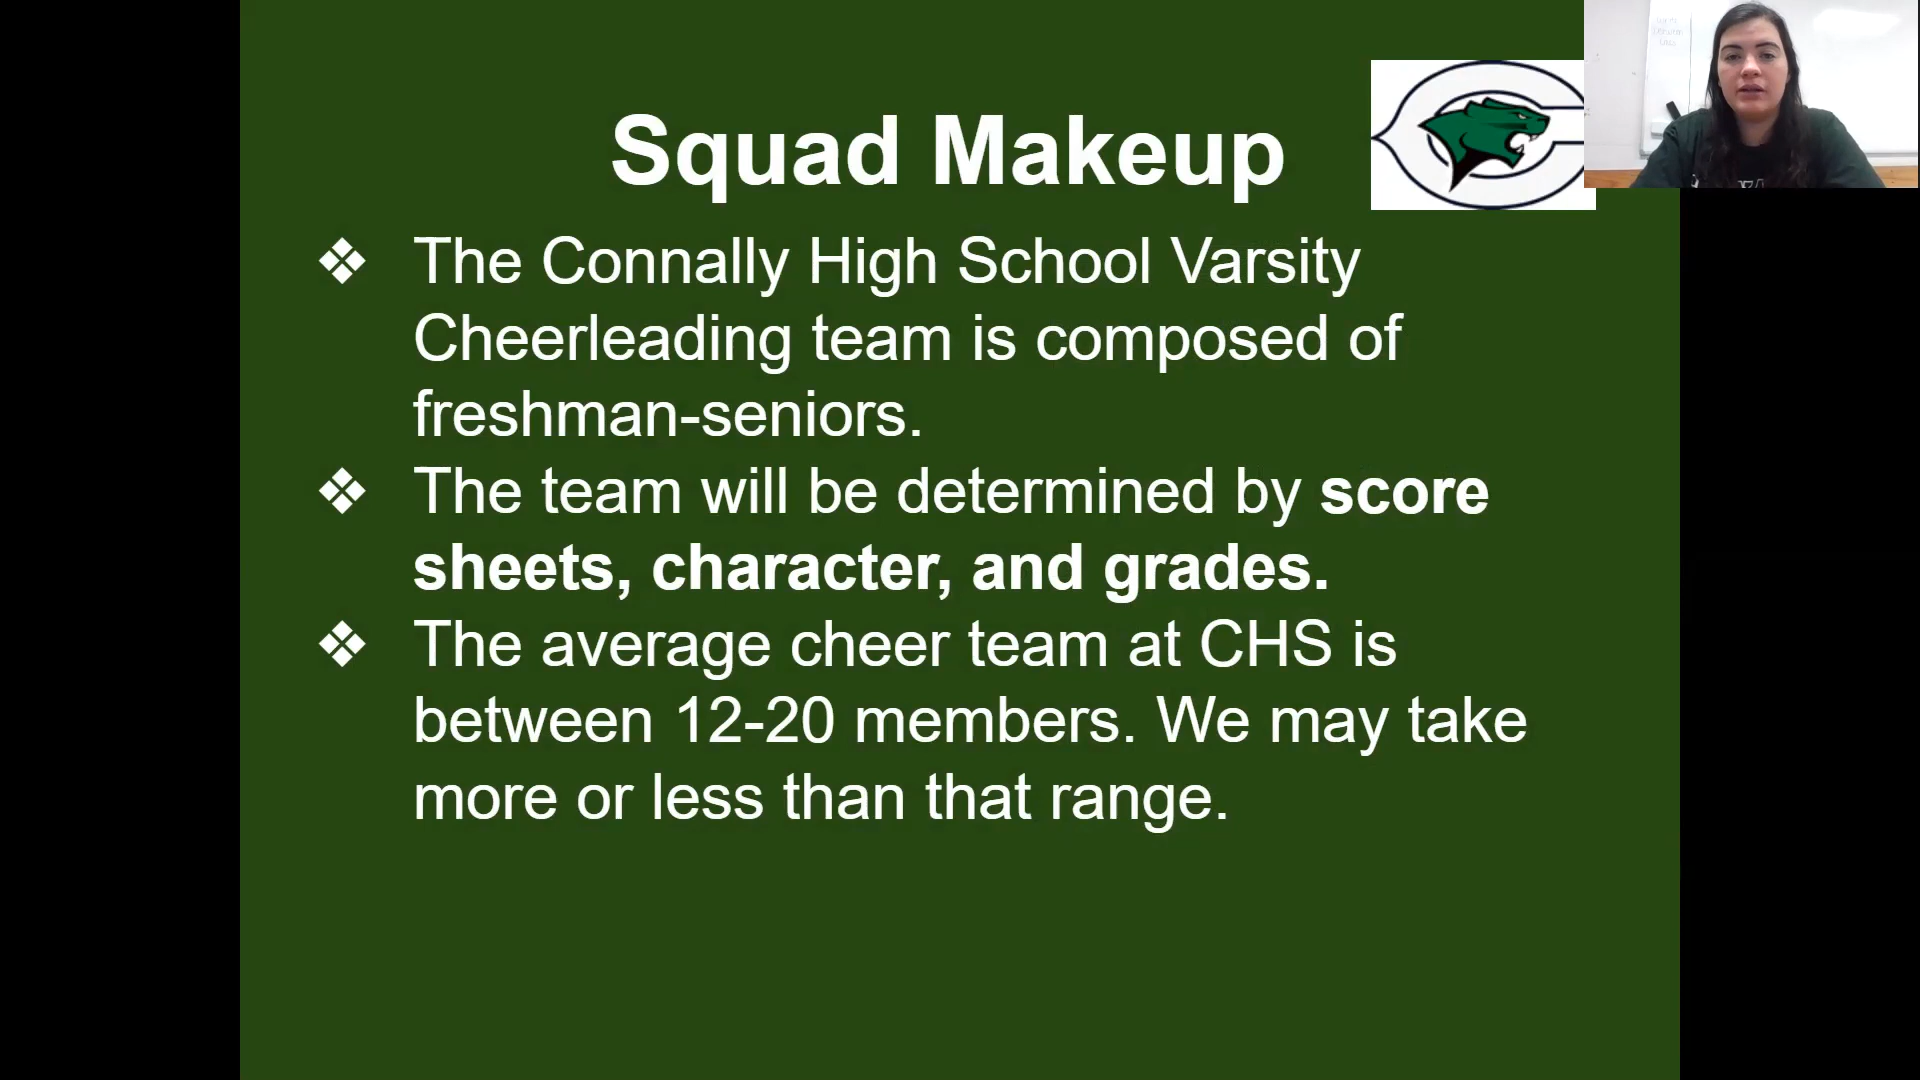 Squad Makeup
❖ The Connally High School Varsity
Cheerleading team is composed of
freshman-seniors.
❖ The team will be determined by score
sheets, character, and grades.
❖ The average cheer team at CHS is
between 12-20 members. We may take
more or less than that range.